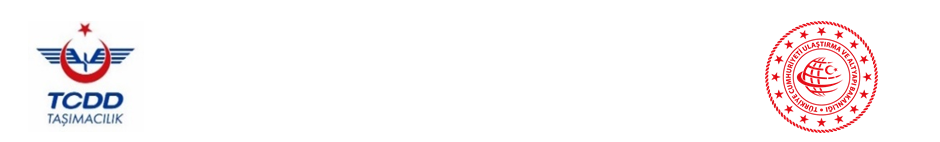 TCDD
TAŞIMACILIK
TÜRKİYE CUMHURİYETİ ULAŞTIRMA VE ALTYAPI BAKANLIĞI